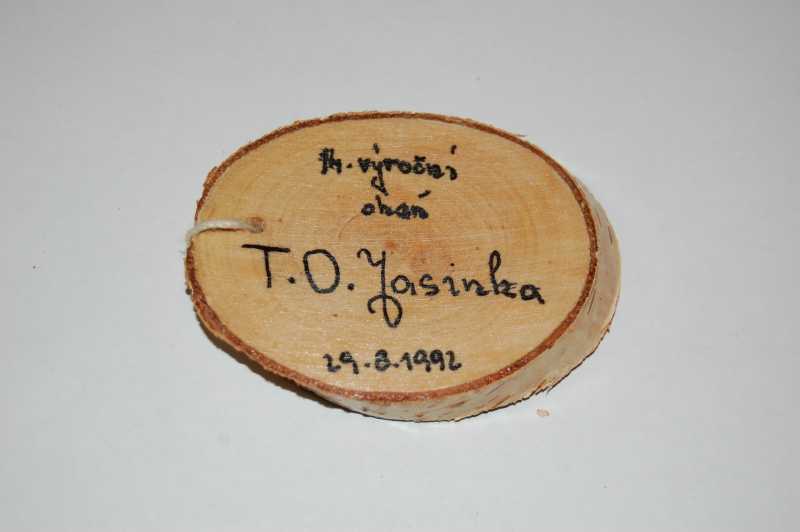 14. výroční
oheň
T.O. Jasinka
29.8.1992